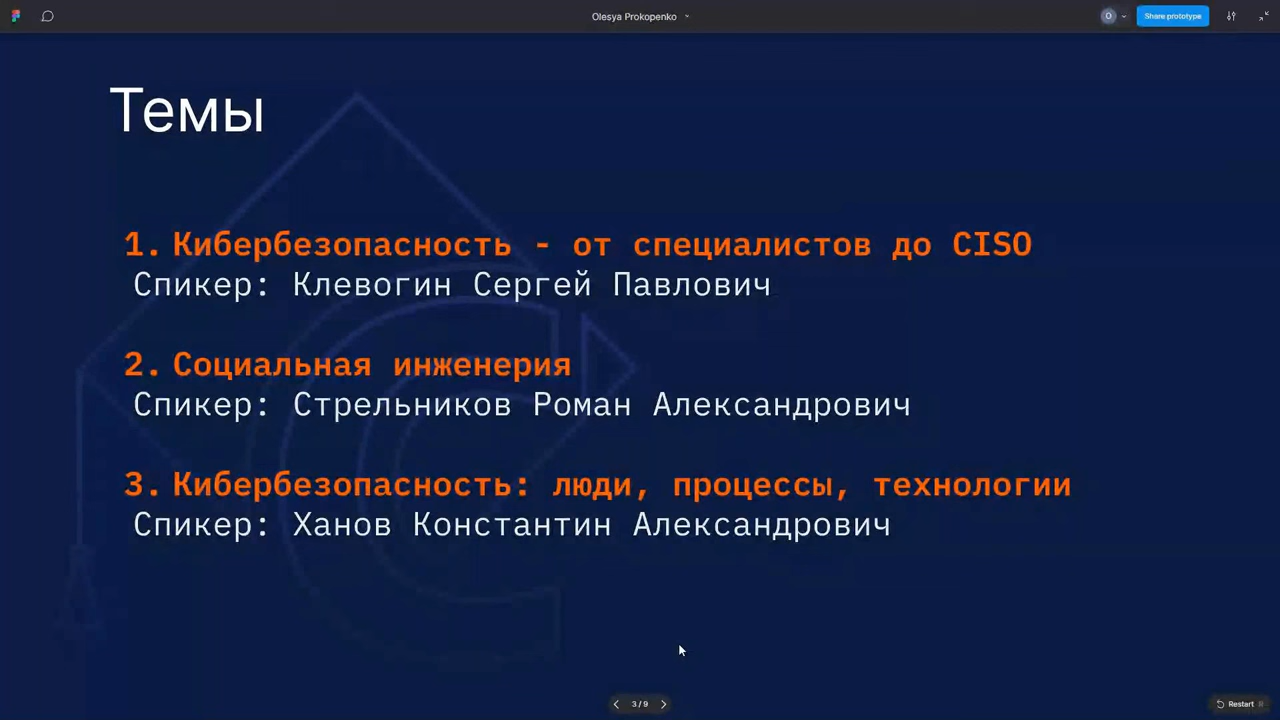 Olesya Prokopenko
O
Share prototype
Темы
1. Кибербезопасность - от специалистов до CISO
Спикер: Клевогин Сергей Павлович
2. Социальная инженерия
Спикер: Стрельников Роман Александрович
3. Кибербезопасность: люди, процессы, технологии
Спикер: Ханов Константин Александрович
3 / 9
Restart R